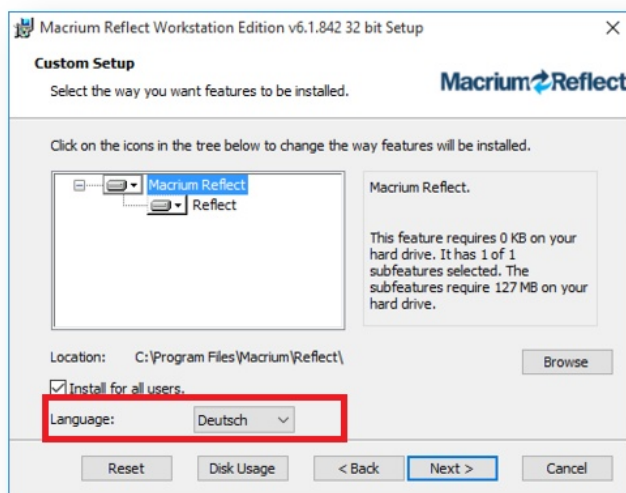 Macrium Reflect Workstation Edition v6.1.842 32 bit Setup
Custom Setup
Select the way you want features to be installed.
Macrium Reflect
Click on the icons in the tree below to change the way features will be installed.
Macrium Reflect
Reflect
Macrium Reflect.
This feature requires 0 KB on your
hard drive. It has 1 of 1
subfeatures selected. The
subfeatures require 127 MB on your
hard drive.
Location: C:\Program Files\Macrium\Reflect\
Browse
Install for all users.
Language: Deutsch
Reset Disk Usage < Back Next > Cancel